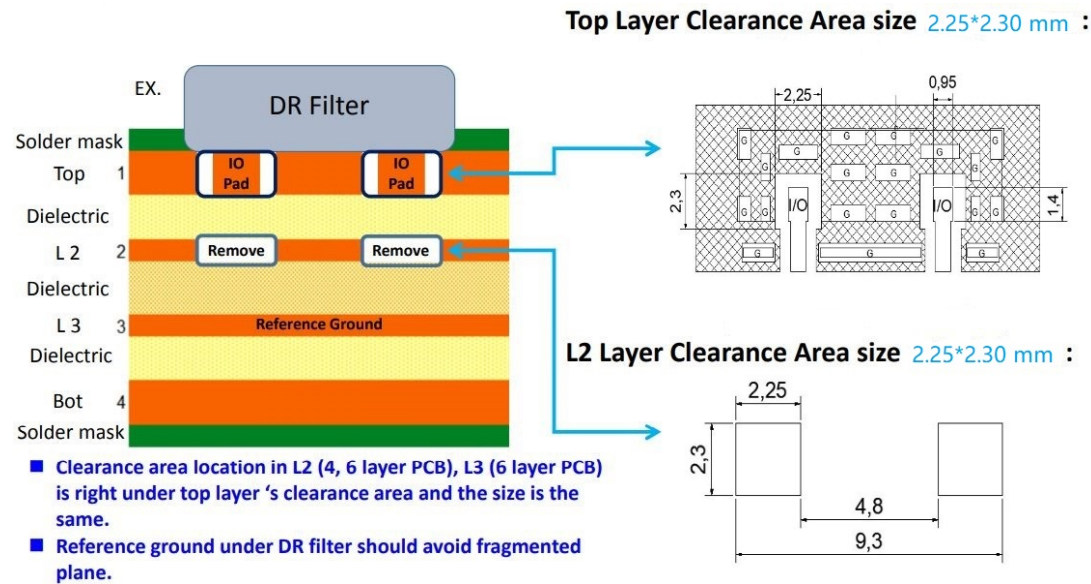 Top Layer Clearance Area size 2.25*2.30 mm :
EX.
DR Filter
Solder mask
Top 1
IO
Pad
IO
Pad
Dielectric
L 2 2
Remove
Remove
Dielectric
L 3 3
Reference Ground
Dielectric
Bot 4
Solder mask
2,25
0,95
G
G
G
G
G
G
G
G
G
G
G
2,3
I/O
I/O
1,4
G
G
G
G
G
G
G
G
G
L2 Layer Clearance Area size 2.25*2.30 mm :
2,25
2,3
4,8
9,3
■ Clearance area location in L2 (4, 6 layer PCB), L3 (6 layer PCB)
is right under top layer ‘s clearance area and the size is the
same.
■ Reference ground under DR filter should avoid fragmented
plane.